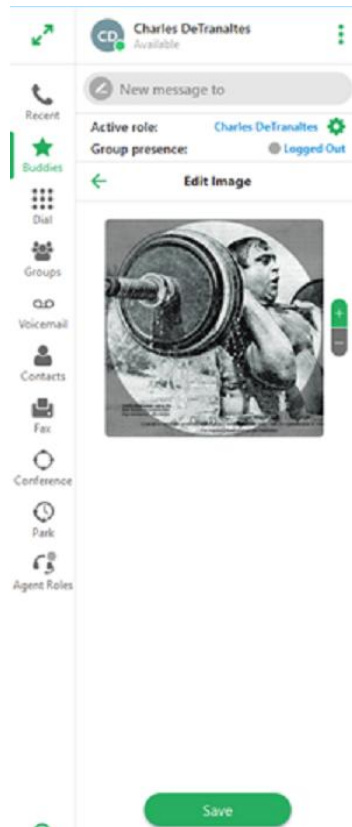 CD
Charles DeTranaltes
Available
New message to
Recent
Active role: Charles DeTranaltes
Group presence: Logged Out
Buddies
Edit Image
Dial
Groups
Voicemail
Contacts
Fax
Conference
Park
Agent Roles
Save